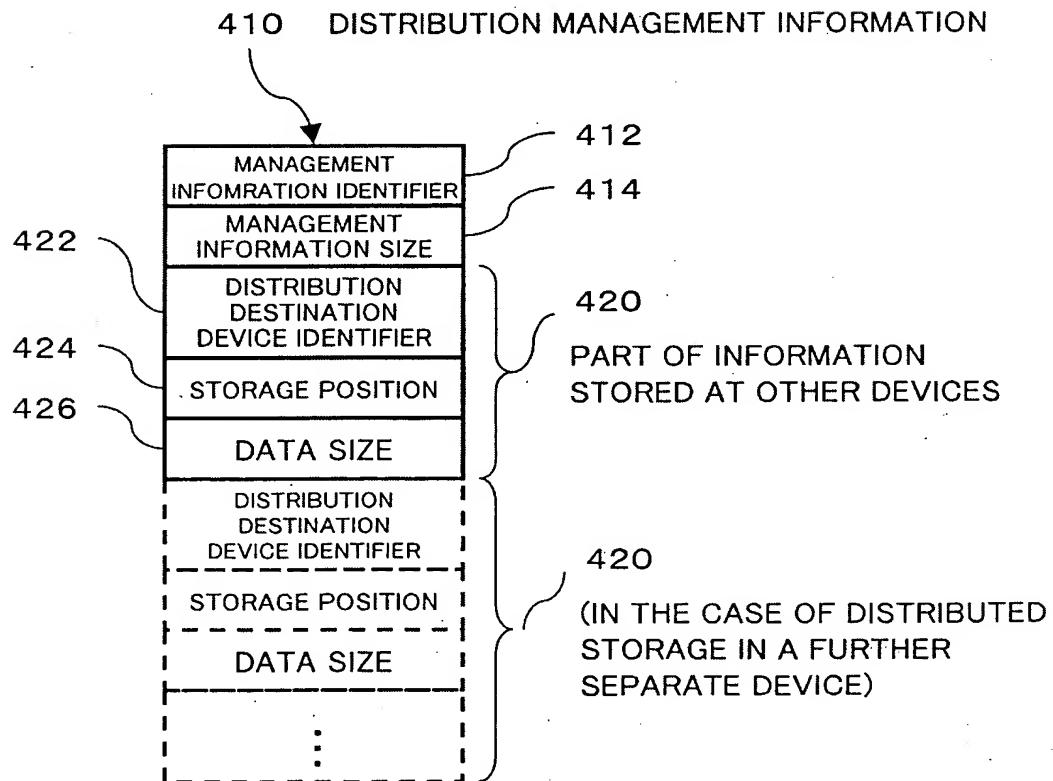 410 DISTRIBUTION MANAGEMENT INFORMATION
412
MANAGEMENT
INFOMRATION IDENTIFIER
414
MANAGEMENT
INFORMATION SIZE
422
DISTRIBUTION
DESTINATION
DEVICE IDENTIFIER
420
PART OF INFORMATION
STORED AT OTHER DEVICES
424
STORAGE POSITION
426
DATA SIZE
DISTRIBUTION
DESTINATION
DEVICE IDENTIFIER
420
(IN THE CASE OF DISTRIBUTED
STORAGE IN A FURTHER
SEPARATE DEVICE)
STORAGE POSITION
DATA SIZE
⋮